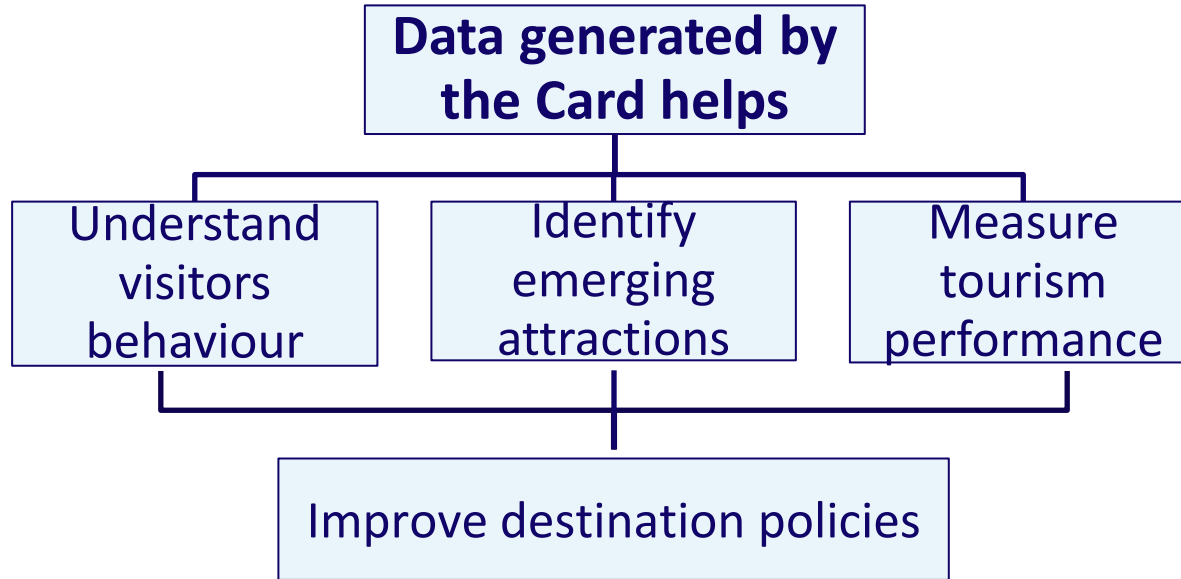 Data generated by
the Card helps
Understand
visitors
behaviour
Identify
emerging
attractions
Measure
tourism
performance
Improve destination policies